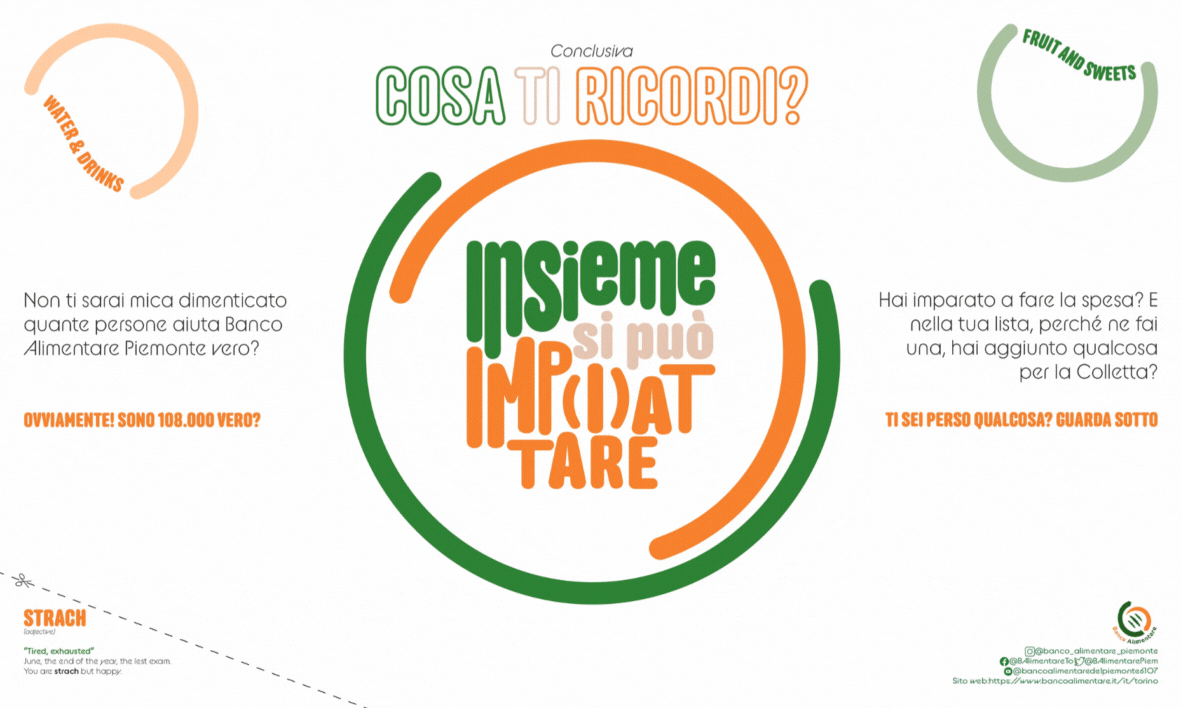 Conclusiva
COSA TI RICORDI?
WATER & DRINKS
FRUIT AND SWEETS
Insieme
si può
IMP(I)AT
TARE
Non ti sarai mica dimenticato
quante persone aiuta Banco
Alimentare Piemonte vero?
OVVIAMENTE! SONO 108.000 VERO?
Hai imparato a fare la spesa? E
nella tua lista, perché ne fai
una, hai aggiunto qualcosa
per la Colletta?
TI SEI PERSO QUALCOSA? GUARDA SOTTO
STRACH
(adjective)
"Tired, exhausted"
June, the end of the year, the last exam.
You are strach but happy.
Banco Alimentare
@banco_alimentare_piemonte
@BAlimentareTo @BAlimentarePiem
@bancoalimentaredelpiemonte6107
Sito web:https://www.bancoalimentare.it/it/torino